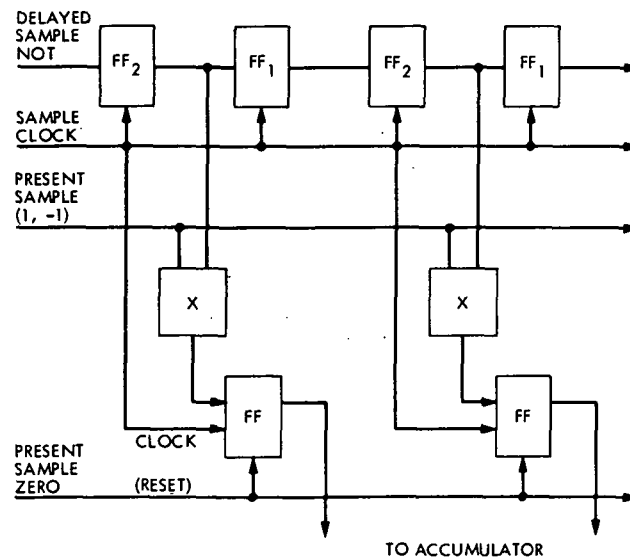 DELAYED
SAMPLE
NOT
FF2
FF1
FF2
FF1
SAMPLE
CLOCK
PRESENT
SAMPLE
(1, -1)
X
X
FF
FF
CLOCK
PRESENT
SAMPLE
ZERO
(RESET)
TO ACCUMULATOR